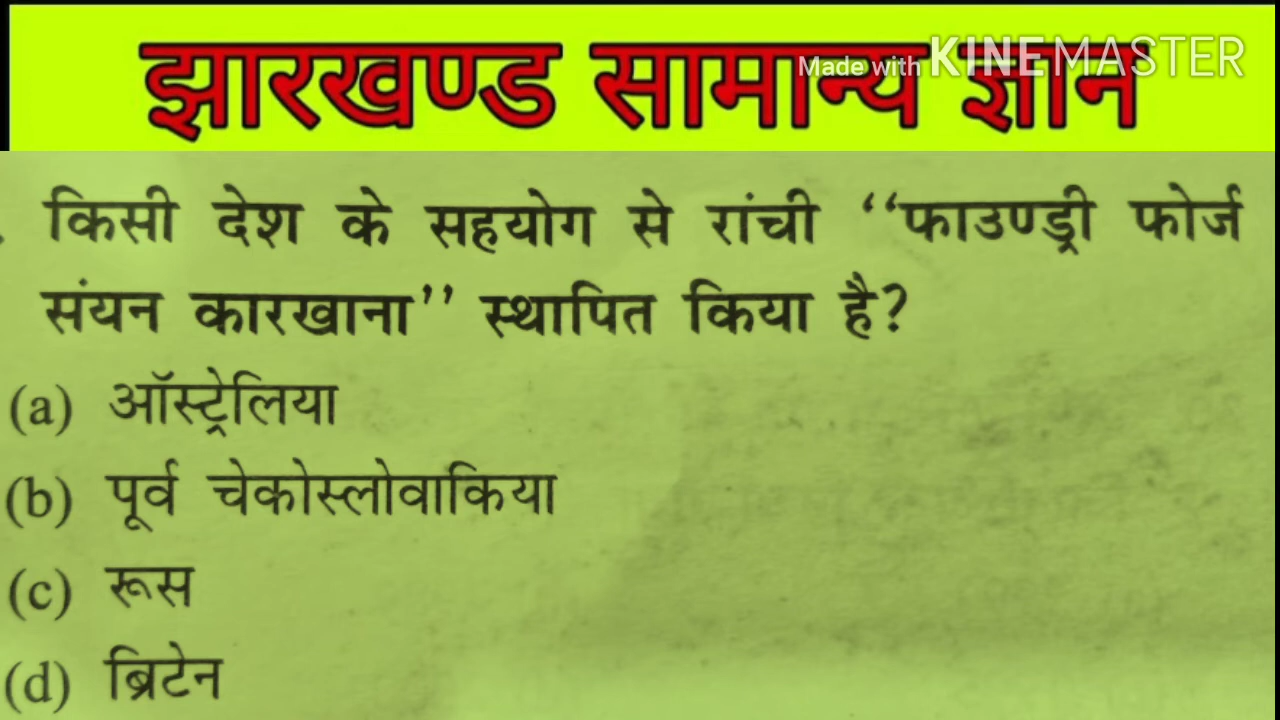 झारखण्ड सामान्य ज्ञान
Made with KINEMASTER
किसी देश के सहयोग से रांची ‘‘फाउण्ड्री फोर्ज
संयन कारखाना’’ स्थापित किया है?
(a) ऑस्ट्रेलिया
(b) पूर्व चेकोस्लोवाकिया
(c) रूस
(d) ब्रिटेन